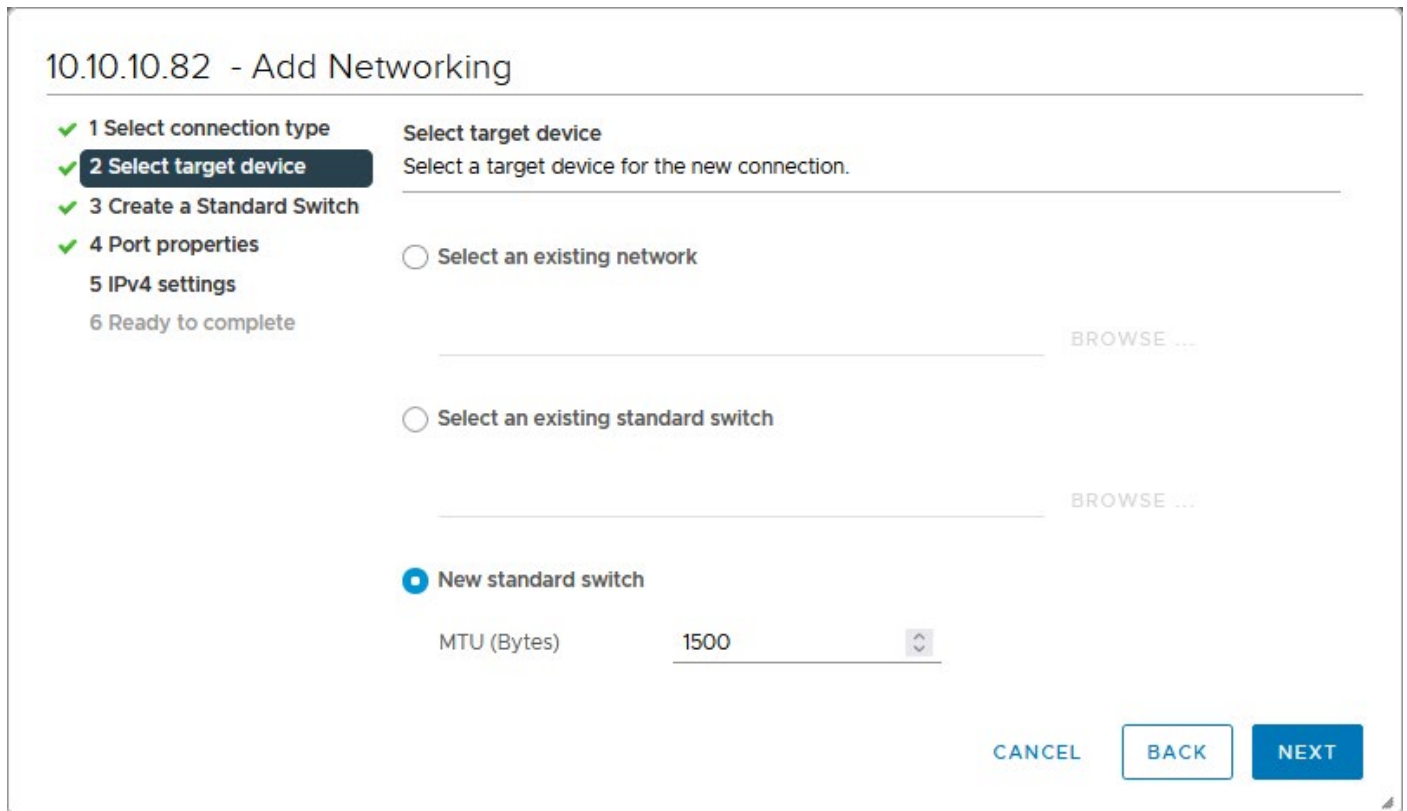 10.10.10.82 - Add Networking
1 Select connection type
2 Select target device
3 Create a Standard Switch
4 Port properties
5 IPv4 settings
6 Ready to complete
Select target device
Select a target device for the new connection.
Select an existing network
BROWSE ...
Select an existing standard switch
BROWSE ...
New standard switch
MTU (Bytes) 1500
CANCEL BACK NEXT